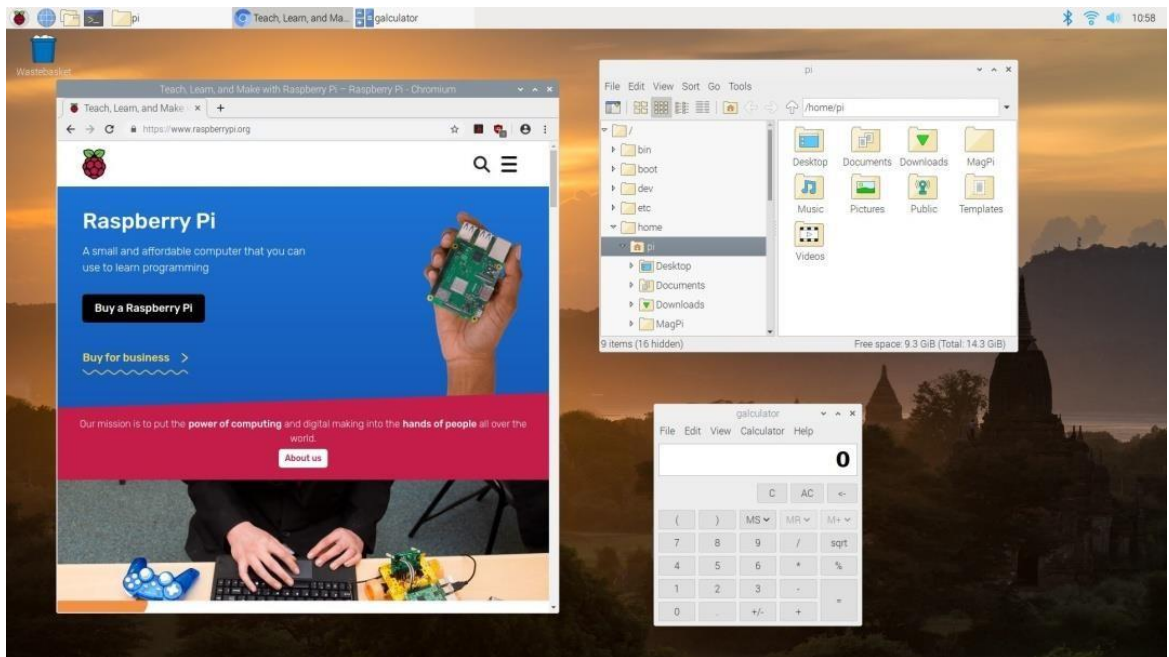 pi
Teach, Learn, and Ma...
galculator
10:58
Wastebasket
Teach, Learn, and Make with Raspberry Pi – Raspberry Pi - Chromium
Teach, Learn, and Make
https://www.raspberrypi.org
Raspberry Pi
A small and affordable computer that you can
use to learn programming
Buy a Raspberry Pi
Buy for business >
Our mission is to put the power of computing and digital making into the hands of people all over the
world.
About us
pi
File Edit View Sort Go Tools
/home/pi
/
bin
boot
dev
etc
home
pi
Desktop
Documents
Downloads
MagPi
Desktop Documents Downloads MagPi
Music Pictures Public Templates
Videos
9 items (16 hidden) Free space: 9.3 GiB (Total: 14.3 GiB)
galculator
File Edit View Calculator Help
0
C AC <-
( ) MS MR M+
7 8 9 / sqrt
4 5 6 * %
1 2 3 - =
0 . +/- +